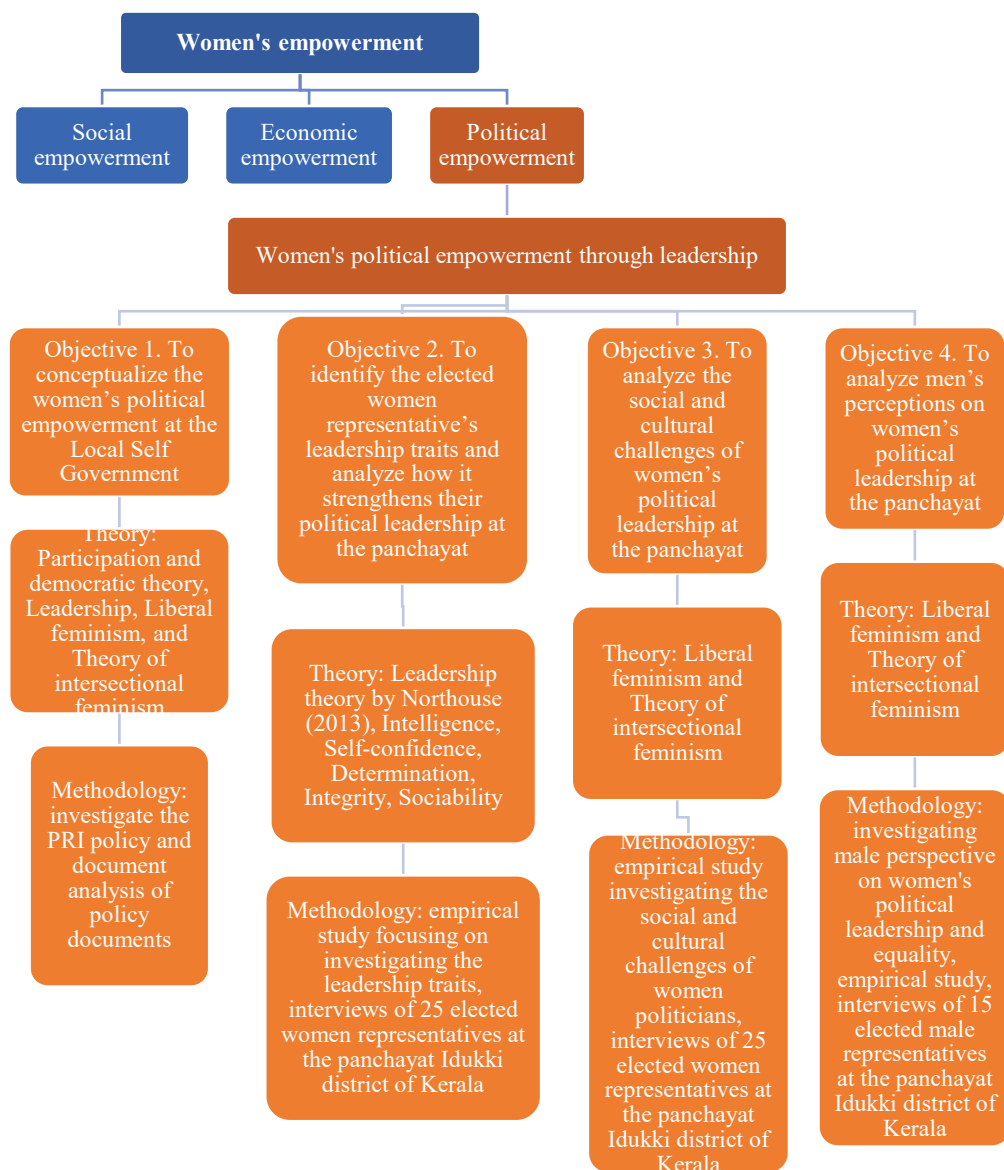 Women's empowerment
Social
empowerment
Economic
empowerment
Political
empowerment
Women's political empowerment through leadership
Objective 1. To
conceptualize the
women’s political
empowerment at the
Local Self
Government
Theory:
Participation and
democratic theory,
Leadership, Liberal
feminism, and
Theory of
intersectional
feminism
Methodology:
investigate the
PRI policy and
document
analysis of
policy
documents
Objective 2. To
identify the elected
women
representative’s
leadership traits and
analyze how it
strengthens their
political leadership at
the panchayat
Theory: Leadership
theory by Northouse
(2013), Intelligence,
Self-confidence,
Determination,
Integrity, Sociability
Methodology: empirical
study focusing on
investigating the
leadership traits,
interviews of 25 elected
women representatives at
the panchayat Idukki
district of Kerala
Objective 3. To
analyze the
social and
cultural
challenges of
women’s
political
leadership at
the panchayat
Theory: Liberal
feminism and
Theory of
intersectional
feminism
Methodology:
empirical study
investigating the
social and
cultural
challenges of
women
politicians,
interviews of 25
elected women
representatives at
the panchayat
Idukki district of
Kerala
Objective 4. To
analyze men’s
perceptions on
women’s
political
leadership at
the panchayat
Theory: Liberal
feminism and
Theory of
intersectional
feminism
Methodology:
investigating
male perspective
on women's
political
leadership and
equality,
empirical study,
interviews of 15
elected male
representatives
at the panchayat
Idukki district of
Kerala